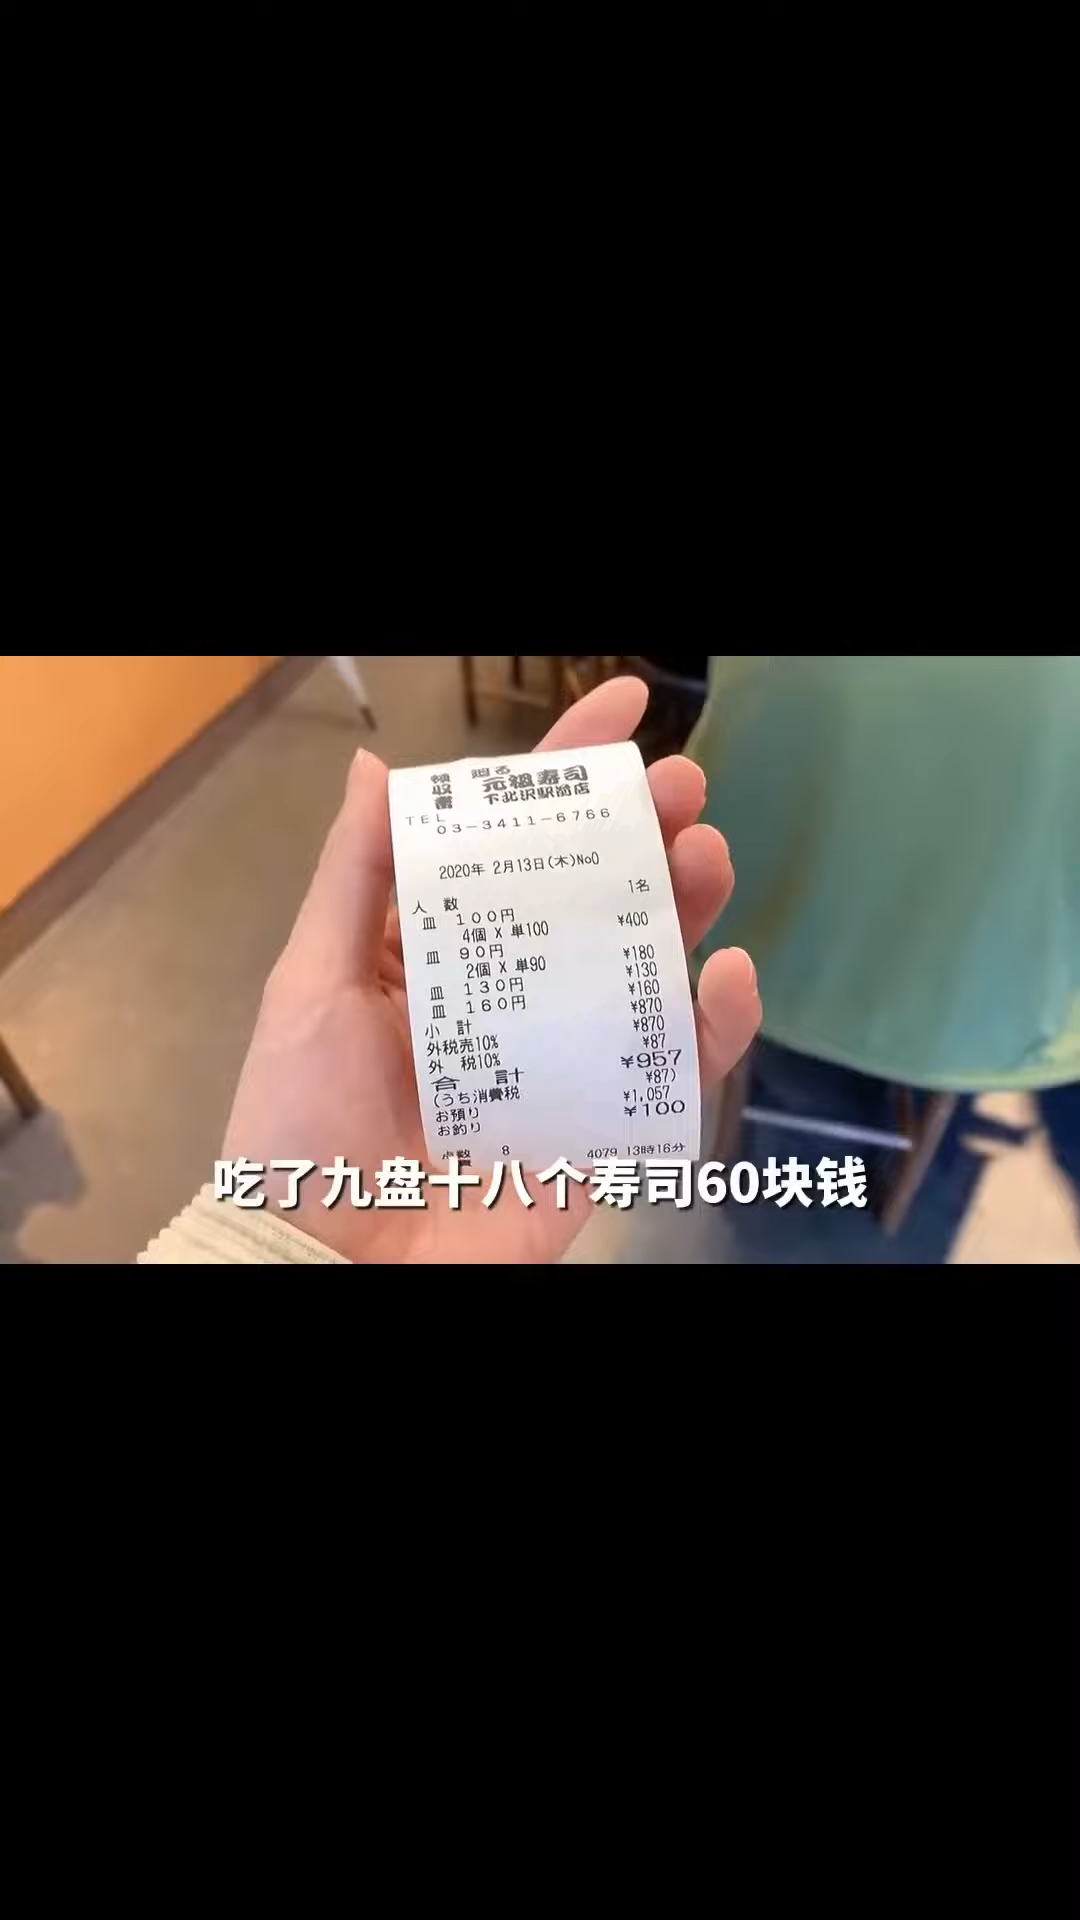 領収書
廻る
元祖寿司
下北沢駅前店
TEL
03-3411-6766
2020年 2月13日(木)No0
人 数 1名
皿 100円 ¥400
4個 X 単100
皿 90円 ¥180
2個 X 単90
皿 130円 ¥130
皿 160円 ¥160
小 計 ¥870
外税売10% ¥870
外 税10% ¥87
合 計 ¥957
(うち消費税 ¥87)
お預り ¥1,057
お釣り ¥100
点数 8 4079 13時16分
吃了九盘十八个寿司60块钱